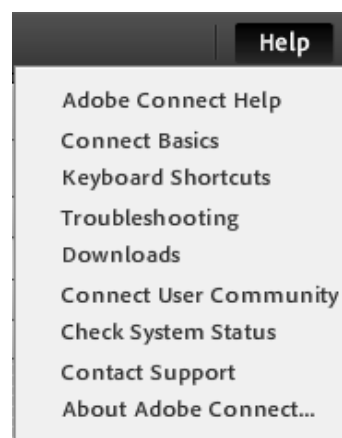 Help
Adobe Connect Help
Connect Basics
Keyboard Shortcuts
Troubleshooting
Downloads
Connect User Community
Check System Status
Contact Support
About Adobe Connect...